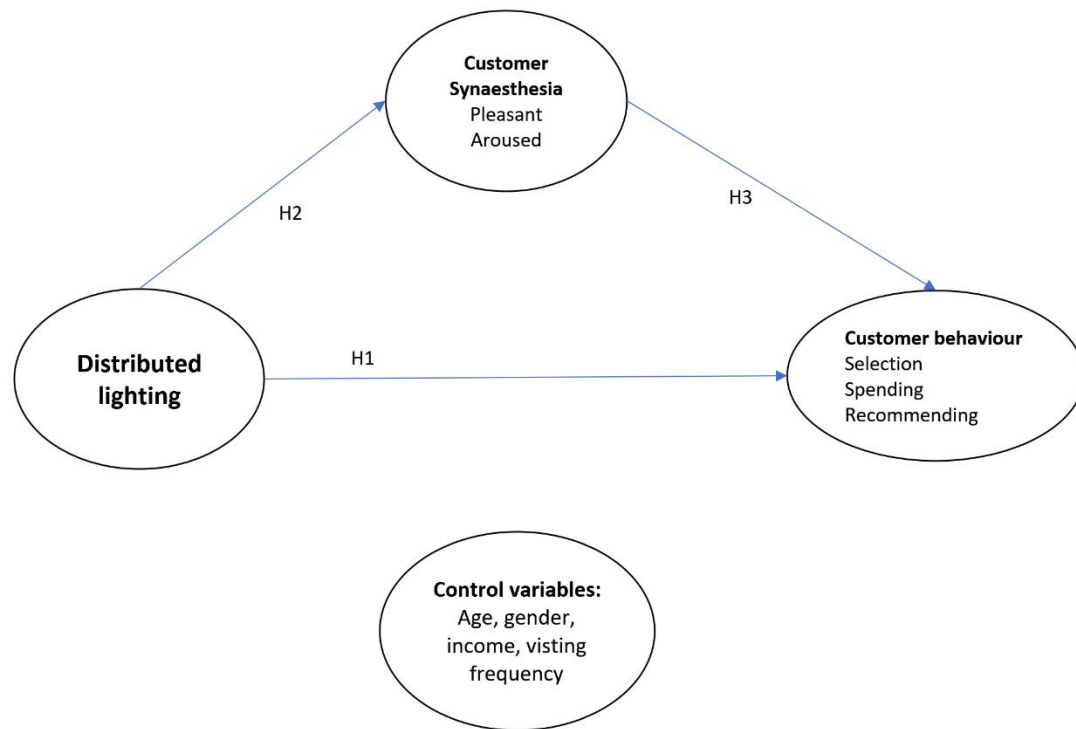 Customer
Synaesthesia
Pleasant
Aroused
H2
H3
Distributed
lighting
H1
Customer behaviour
Selection
Spending
Recommending
Control variables:
Age, gender,
income, visting
frequency